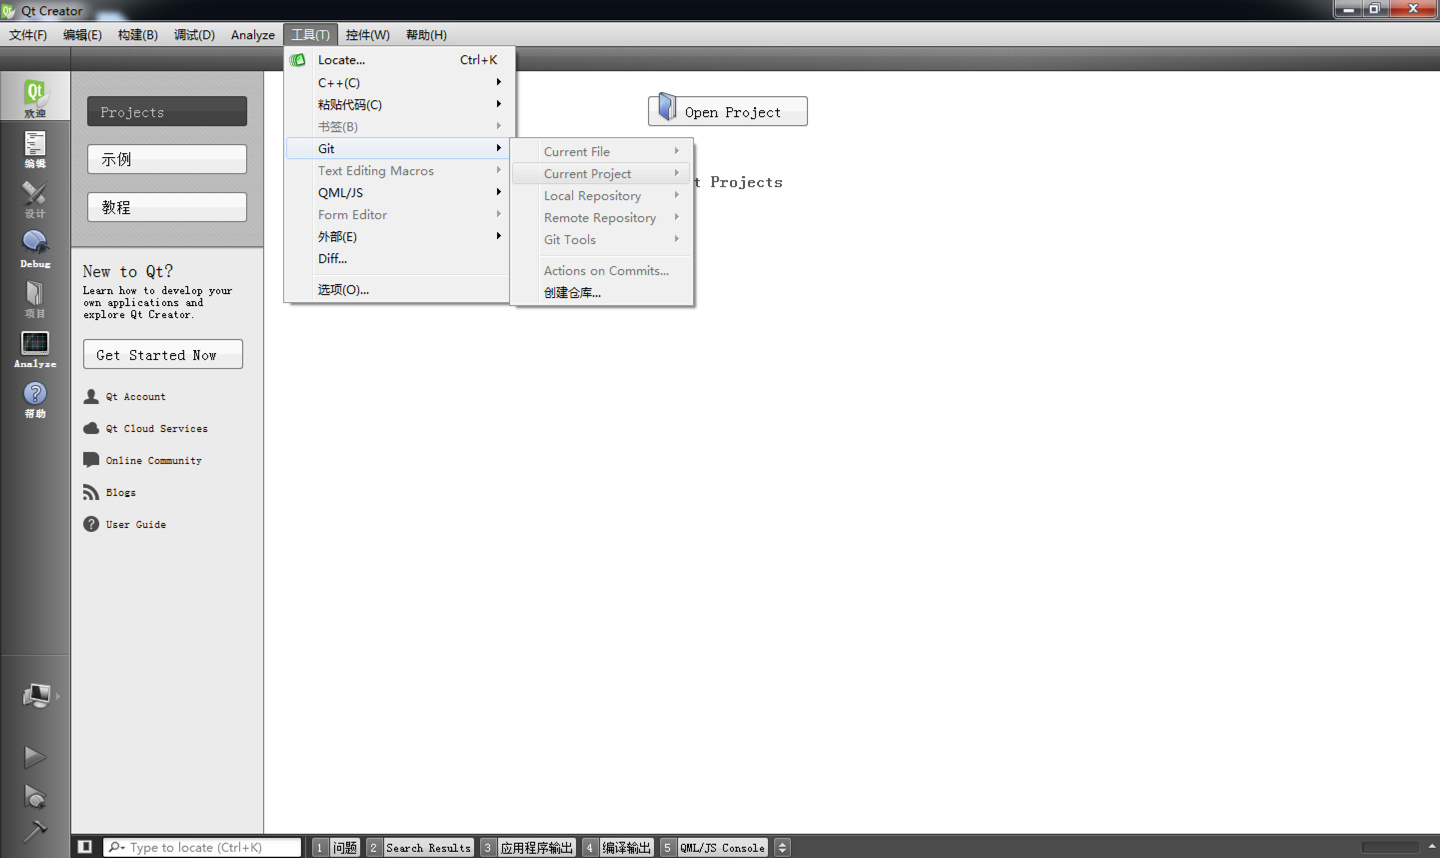 Qt Creator
文件(F) 编辑(E) 构建(B) 调试(D) Analyze 工具(T) 控件(W) 帮助(H)
欢迎
编辑
设计
Debug
项目
Analyze
帮助
Projects
示例
教程
New to Qt?
Learn how to develop your
own applications and
explore Qt Creator.
Get Started Now
Qt Account
Qt Cloud Services
Online Community
Blogs
User Guide
Locate... Ctrl+K
C++(C)
粘贴代码(C)
书签(B)
Git
Text Editing Macros
QML/JS
Form Editor
外部(E)
Diff...
选项(O)...
Current File
Current Project
Local Repository
Remote Repository
Git Tools
Actions on Commits...
创建仓库...
Open Project
t Projects
Type to locate (Ctrl+K)
1 问题 2 Search Results 3 应用程序输出 4 编译输出 5 QML/JS Console